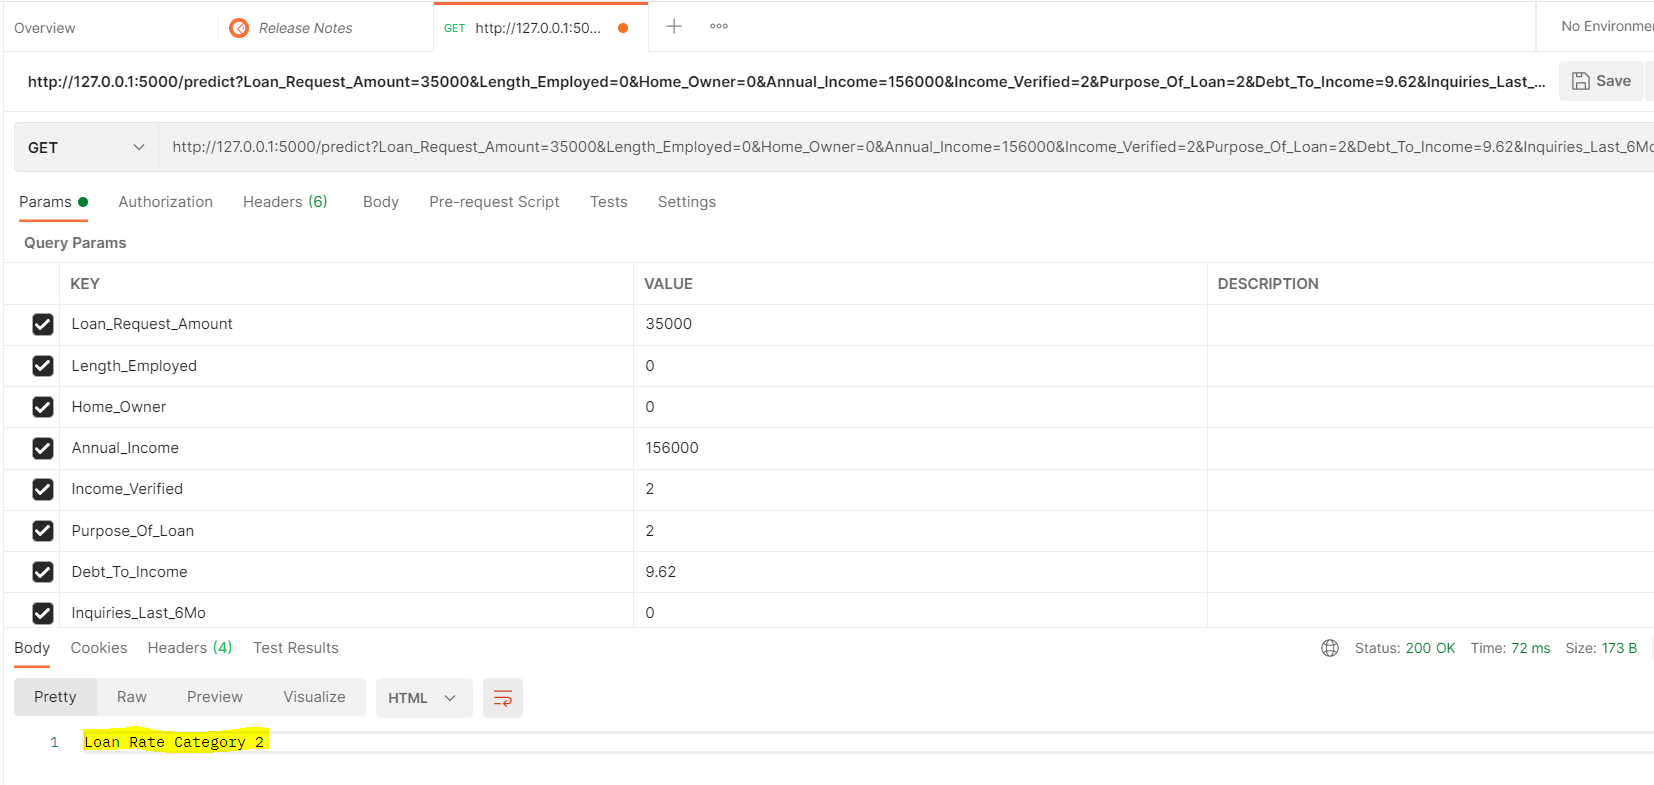 Overview
Release Notes
GET http://127.0.0.1:50...
No Environme
http://127.0.0.1:5000/predict?Loan_Request_Amount=35000&Length_Employed=0&Home_Owner=0&Annual_Income=156000&Income_Verified=2&Purpose_Of_Loan=2&Debt_To_Income=9.62&Inquiries_Last_...
Save
GET
http://127.0.0.1:5000/predict?Loan_Request_Amount=35000&Length_Employed=0&Home_Owner=0&Annual_Income=156000&Income_Verified=2&Purpose_Of_Loan=2&Debt_To_Income=9.62&Inquiries_Last_6Mo
Params Authorization Headers (6) Body Pre-request Script Tests Settings
Query Params
KEY VALUE DESCRIPTION
Loan_Request_Amount 35000
Length_Employed 0
Home_Owner 0
Annual_Income 156000
Income_Verified 2
Purpose_Of_Loan 2
Debt_To_Income 9.62
Inquiries_Last_6Mo 0
Body Cookies Headers (4) Test Results Status: 200 OK Time: 72 ms Size: 173 B
Pretty Raw Preview Visualize HTML
1 Loan Rate Category 2